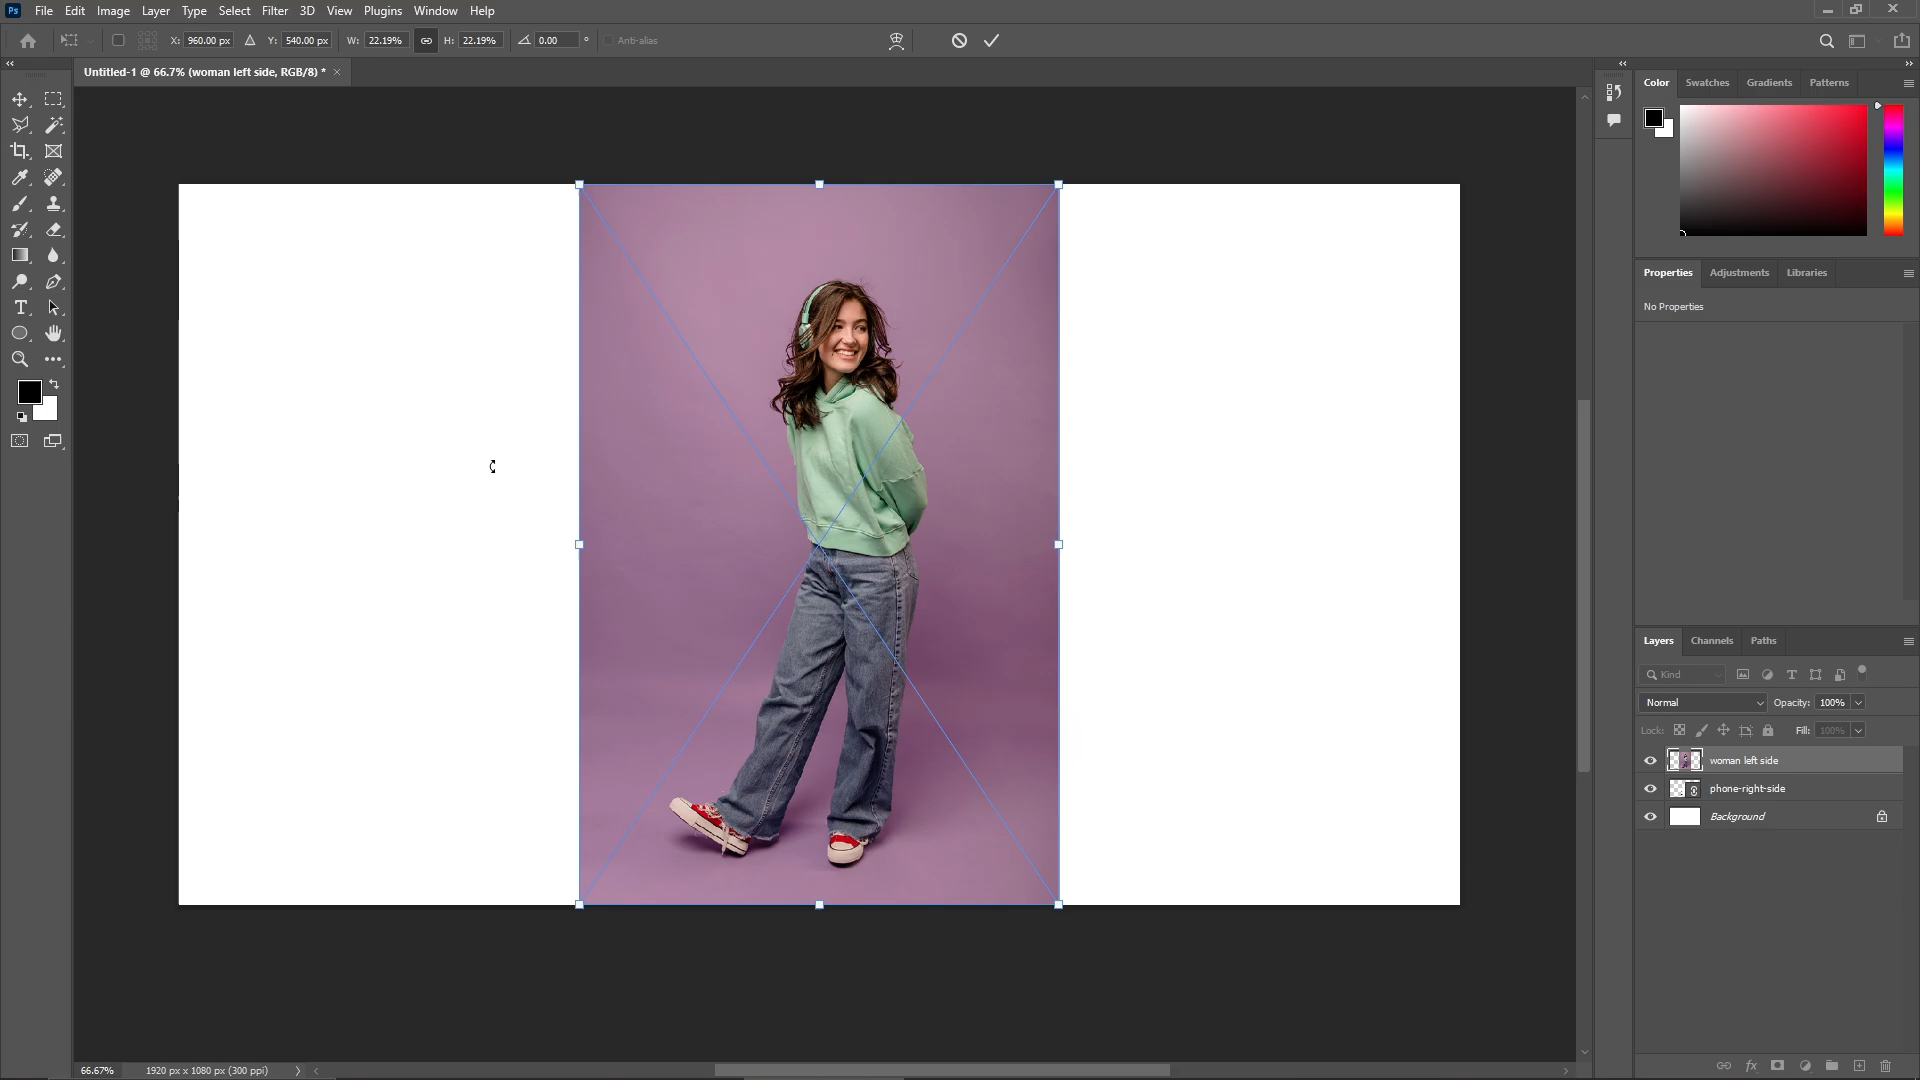 Ps File Edit Image Layer Type Select Filter 3D View Plugins Window Help
X: 960.00 px Y: 540.00 px W: 22.19% H: 22.19% 0.00 ° Anti-alias
Untitled-1 @ 66.7% (woman left side, RGB/8) * ×
Color Swatches Gradients Patterns
Properties Adjustments Libraries
No Properties
Layers Channels Paths
Kind
Normal Opacity: 100%
Lock: Fill: 100%
woman left side
phone-right-side
Background
66.67% 1920 px x 1080 px (300 ppi)